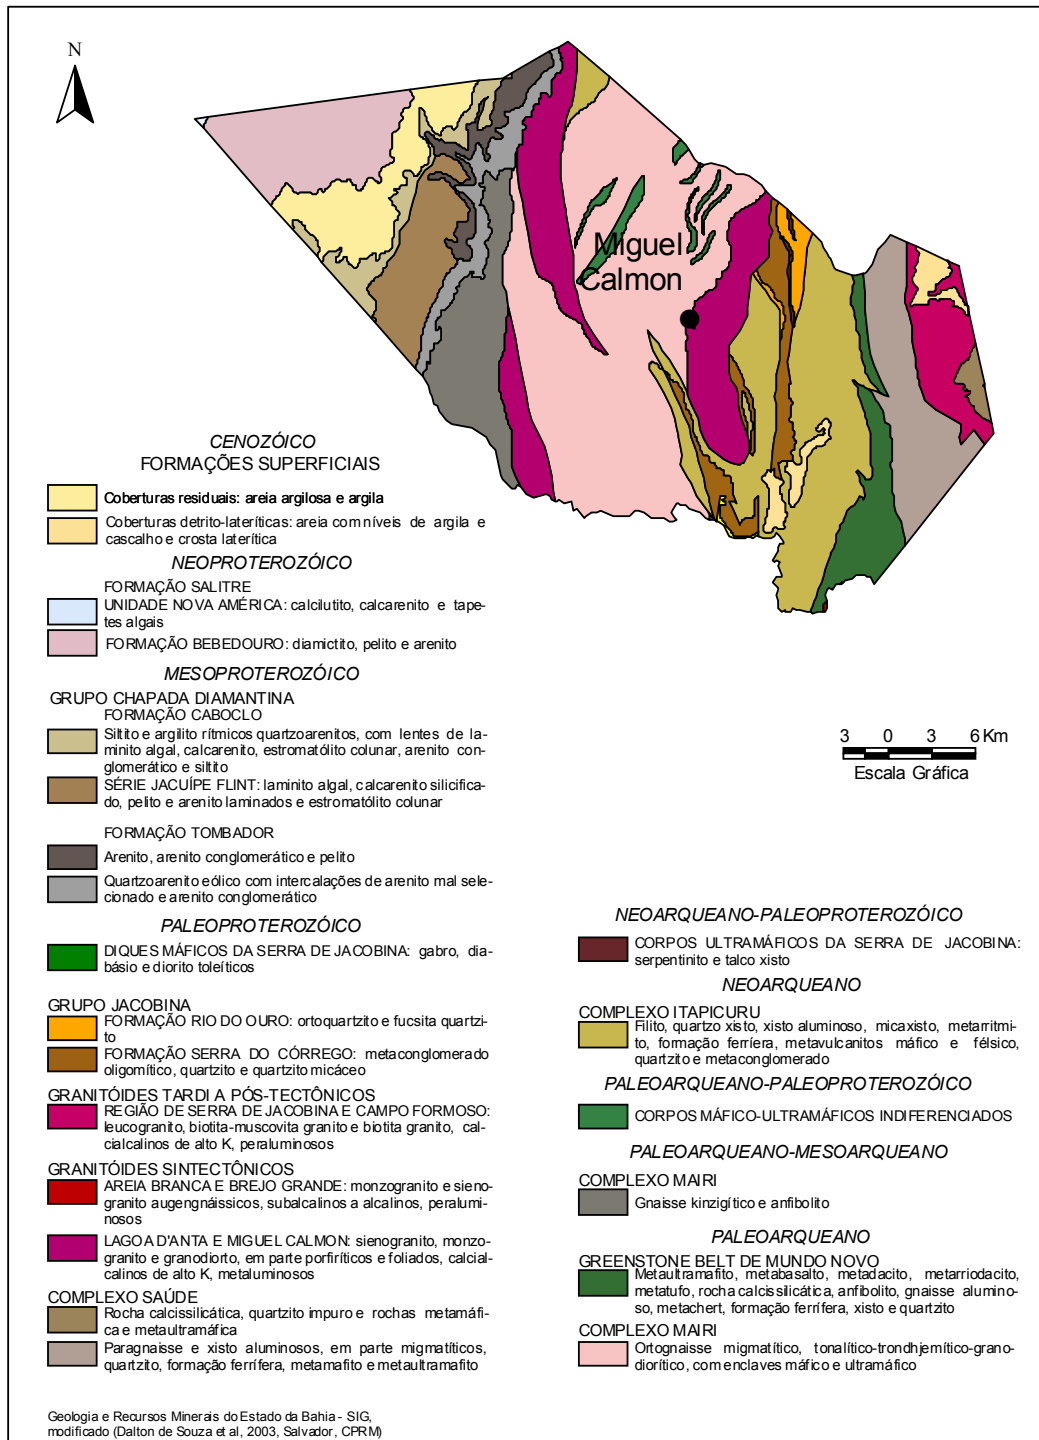 N
Miguel
Calmon
CENOZÓICO
FORMAÇÕES SUPERFICIAIS
Coberturas residuais: areia argilosa e argila
Coberturas detrito-lateríticas: areia com níveis de argila e
cascalho e crosta laterítica
NEOPROTEROZÓICO
FORMAÇÃO SALITRE
UNIDADE NOVA AMÉRICA: calcilutito, calcarenito e tape-
tes algais
FORMAÇÃO BEBEDOURO: diamictito, pelito e arenito
MESOPROTEROZÓICO
GRUPO CHAPADA DIAMANTINA
FORMAÇÃO CABOCLO
Siltito e argilito rítmicos quartzoarenitos, com lentes de la-
minito algal, calcarenito, estromatólito colunar, arenito con-
glomerático e siltito
SÉRIE JACUÍPE FLINT: laminito algal, calcarenito silicifica-
do, pelito e arenito laminados e estromatólito colunar
FORMAÇÃO TOMBADOR
Arenito, arenito conglomerático e pelito
Quartzoarenito eólico com intercalações de arenito mal sele-
cionado e arenito conglomerático
PALEOPROTEROZÓICO
DIQUES MÁFICOS DA SERRA DE JACOBINA: gabro, dia-
básio e diorito toleíticos
GRUPO JACOBINA
FORMAÇÃO RIO DO OURO: ortoquartzito e fucsita quartzi-
to
FORMAÇÃO SERRA DO CÓRREGO: metaconglomerado
oligomítico, quartzito e quartzito micáceo
GRANITÓIDES TARDI A PÓS-TECTÔNICOS
REGIÃO DE SERRA DE JACOBINA E CAMPO FORMOSO:
leucogranito, biotita-muscovita granito e biotita granito, cal-
cialcalinos de alto K, peraluminosos
GRANITÓIDES SINTECTÔNICOS
AREIA BRANCA E BREJO GRANDE: monzogranito e sieno-
granito augengnáissicos, subalcalinos a alcalinos, peralumi-
nosos
LAGOA D'ANTA E MIGUEL CALMON: sienogranito, monzo-
granito e granodiorto, em parte porfiríticos e foliados, calcial-
calinos de alto K, metaluminosos
COMPLEXO SAÚDE
Rocha calcissilicática, quartzito impuro e rochas metamáfi-
ca e metaultramáfica
Paragnaisse e xisto aluminosos, em parte migmatíticos,
quartzito, formação ferrífera, metamafito e metaultramafito
Geologia e Recursos Minerais do Estado da Bahia - SIG,
modificado (Dalton de Souza et al, 2003, Salvador, CPRM)
3 0 3 6 Km
Escala Gráfica
NEOARQUEANO-PALEOPROTEROZÓICO
CORPOS ULTRAMÁFICOS DA SERRA DE JACOBINA:
serpentinito e talco xisto
NEOARQUEANO
COMPLEXO ITAPICURU
Filito, quartzo xisto, xisto aluminoso, micaxisto, metarritmi-
to, formação ferríera, metavulcanitos máfico e félsico,
quartzito e metaconglomerado
PALEOARQUEANO-PALEOPROTEROZÓICO
CORPOS MÁFICO-ULTRAMÁFICOS INDIFERENCIADOS
PALEOARQUEANO-MESOARQUEANO
COMPLEXO MAIRI
Gnaisse kinzigítico e anfibolito
PALEOARQUEANO
GREENSTONE BELT DE MUNDO NOVO
Metaultramafito, metabasalto, metadacito, metarriodacito,
metatufo, rocha calcissilicática, anfibolito, gnaisse alumino-
so, metachert, formação ferrífera, xisto e quartzito
COMPLEXO MAIRI
Ortognaisse migmatítico, tonalítico-trondhjemítico-grano-
diorítico, com enclaves máfico e ultramáfico